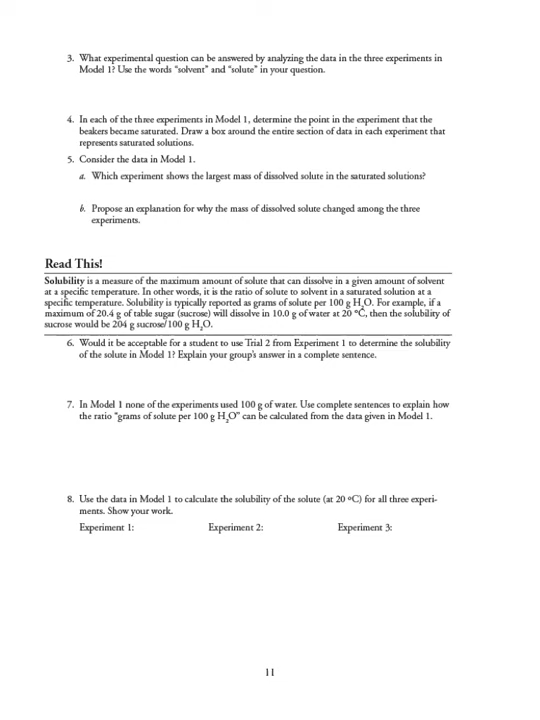 3. What experimental question can be answered by analyzing the data in the three experiments in
Model 1? Use the words “solvent” and “solute” in your question.
4. In each of the three experiments in Model 1, determine the point in the experiment that the
beakers became saturated. Draw a box around the entire section of data in each experiment that
represents saturated solutions.
5. Consider the data in Model 1.
a. Which experiment shows the largest mass of dissolved solute in the saturated solutions?
b. Propose an explanation for why the mass of dissolved solute changed among the three
experiments.
Read This!
Solubility is a measure of the maximum amount of solute that can dissolve in a given amount of solvent
at a specific temperature. In other words, it is the ratio of solute to solvent in a saturated solution at a
specific temperature. Solubility is typically reported as grams of solute per 100 g H₂O. For example, if a
maximum of 20.4 g of table sugar (sucrose) will dissolve in 10.0 g of water at 20 ºC, then the solubility of
sucrose would be 204 g sucrose/100 g H₂O.
6. Would it be acceptable for a student to use Trial 2 from Experiment 1 to determine the solubility
of the solute in Model 1? Explain your group’s answer in a complete sentence.
7. In Model 1 none of the experiments used 100 g of water. Use complete sentences to explain how
the ratio “grams of solute per 100 g H₂O” can be calculated from the data given in Model 1.
8. Use the data in Model 1 to calculate the solubility of the solute (at 20 ºC) for all three experi-
ments. Show your work.
Experiment 1: Experiment 2: Experiment 3:
11